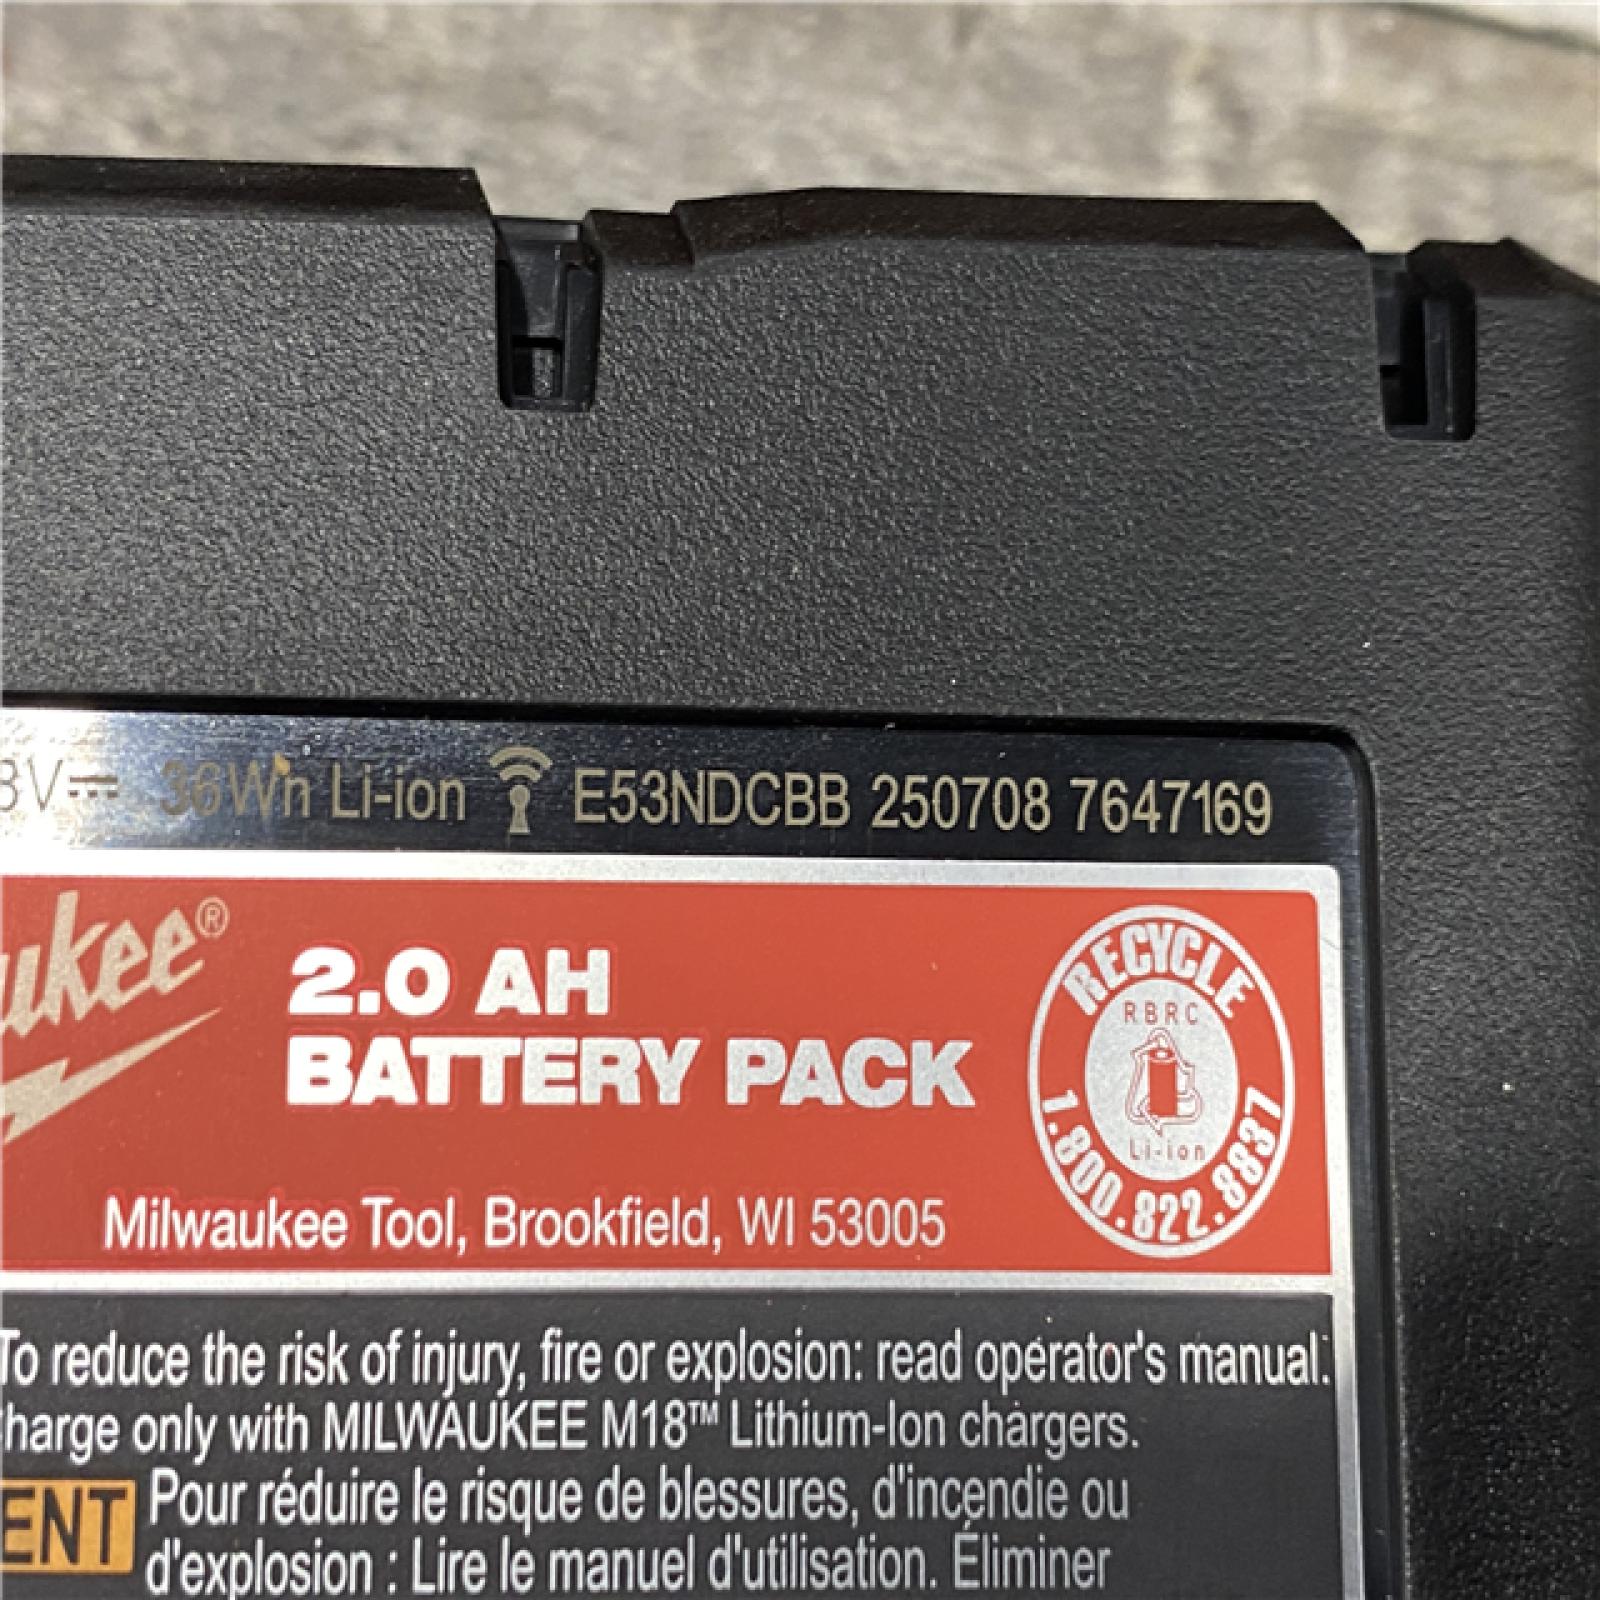 8V⎓ 36Wh Li-ion E53NDCBB 250708 7647169
ukee®
2.0 AH
BATTERY PACK
Milwaukee Tool, Brookfield, WI 53005
RECYCLE
RBRC
Li-ion
1.800.822.8837
To reduce the risk of injury, fire or explosion: read operator's manual.
harge only with MILWAUKEE M18™ Lithium-Ion chargers.
ENT Pour réduire le risque de blessures, d'incendie ou
d'explosion : Lire le manuel d'utilisation. Éliminer